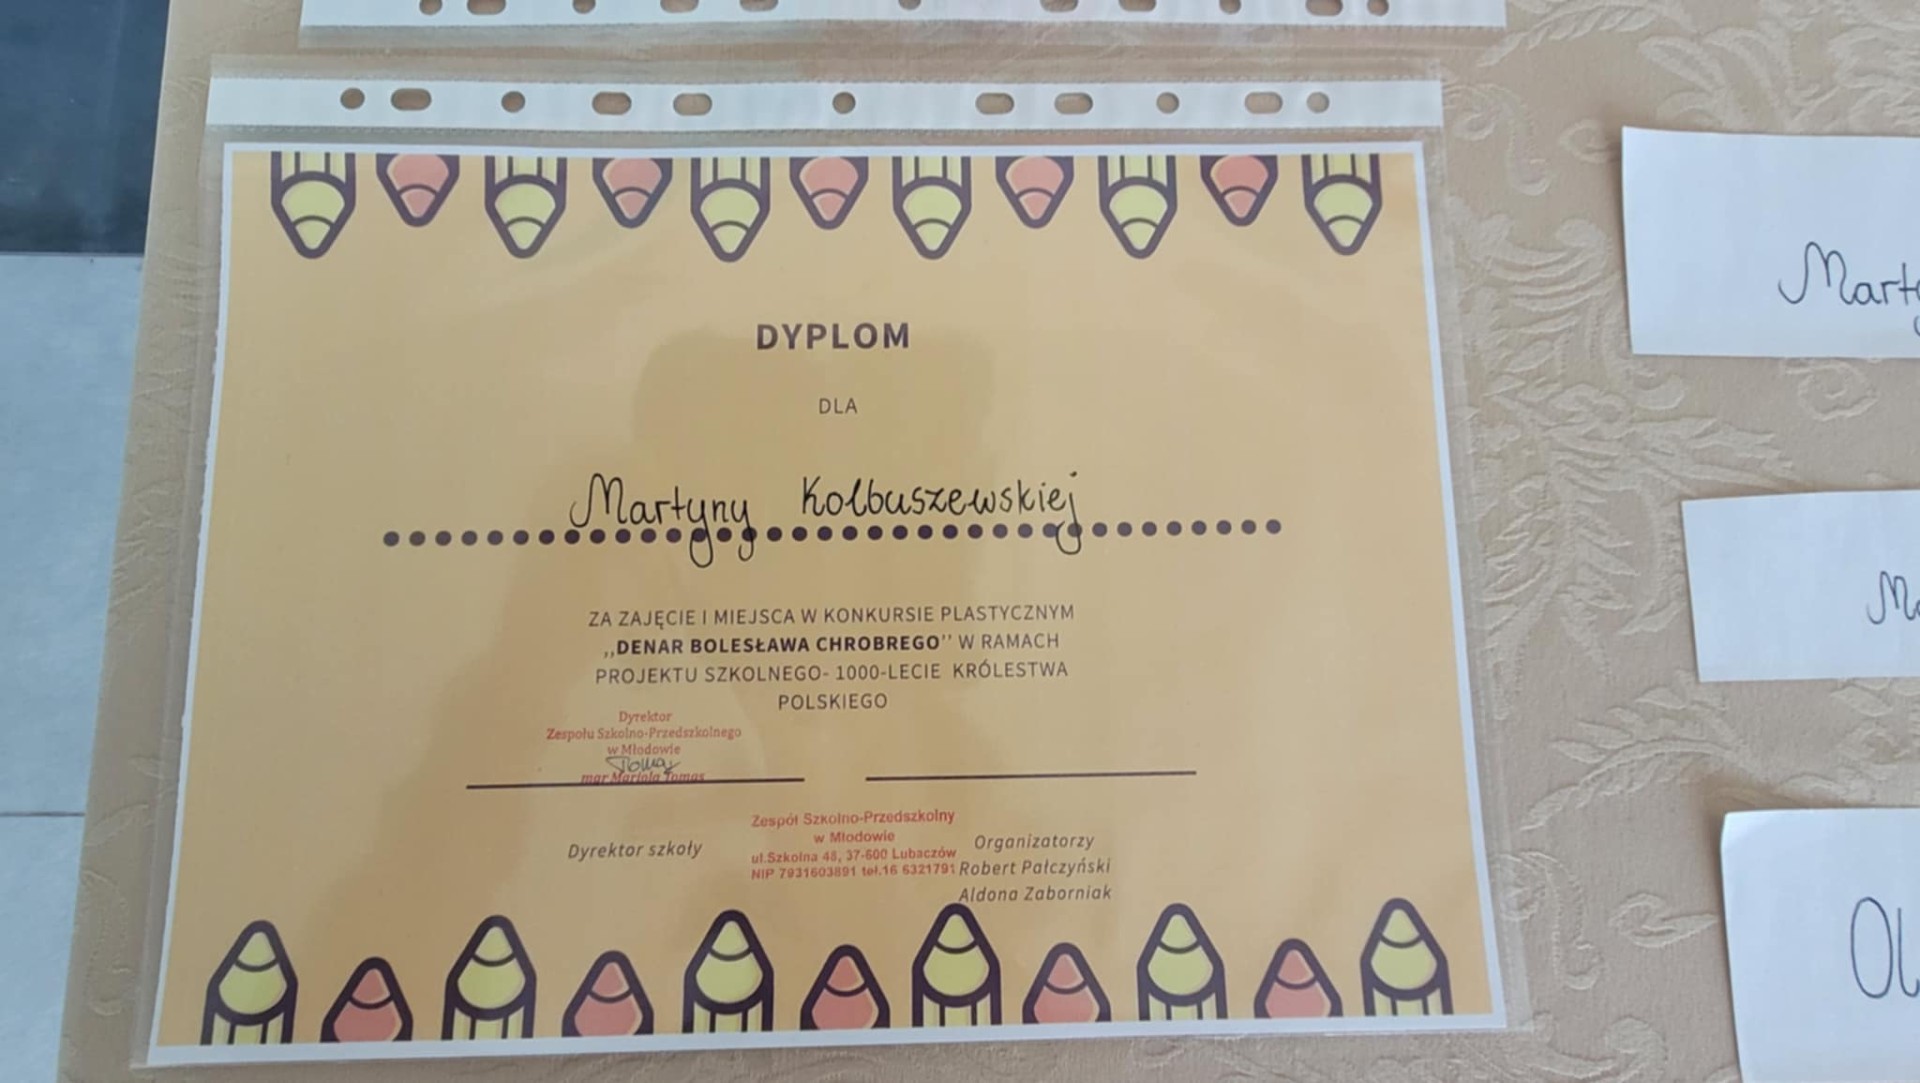 DYPLOM
DLA
Martyny Kolbuszewskiej
ZA ZAJĘCIE I MIEJSCA W KONKURSIE PLASTYCZNYM
,,DENAR BOLESŁAWA CHROBREGO'' W RAMACH
PROJEKTU SZKOLNEGO- 1000-LECIE KRÓLESTWA
POLSKIEGO
Dyrektor
Zespołu Szkolno-Przedszkolnego
w Młodowie
mgr Mariola Tomas
Zespół Szkolno-Przedszkolny
w Młodowie
ul.Szkolna 48, 37-600 Lubaczów
NIP 7931603891 tel.16 6321791
Dyrektor szkoły
Organizatorzy
Robert Pałczyński
Aldona Zaborniak